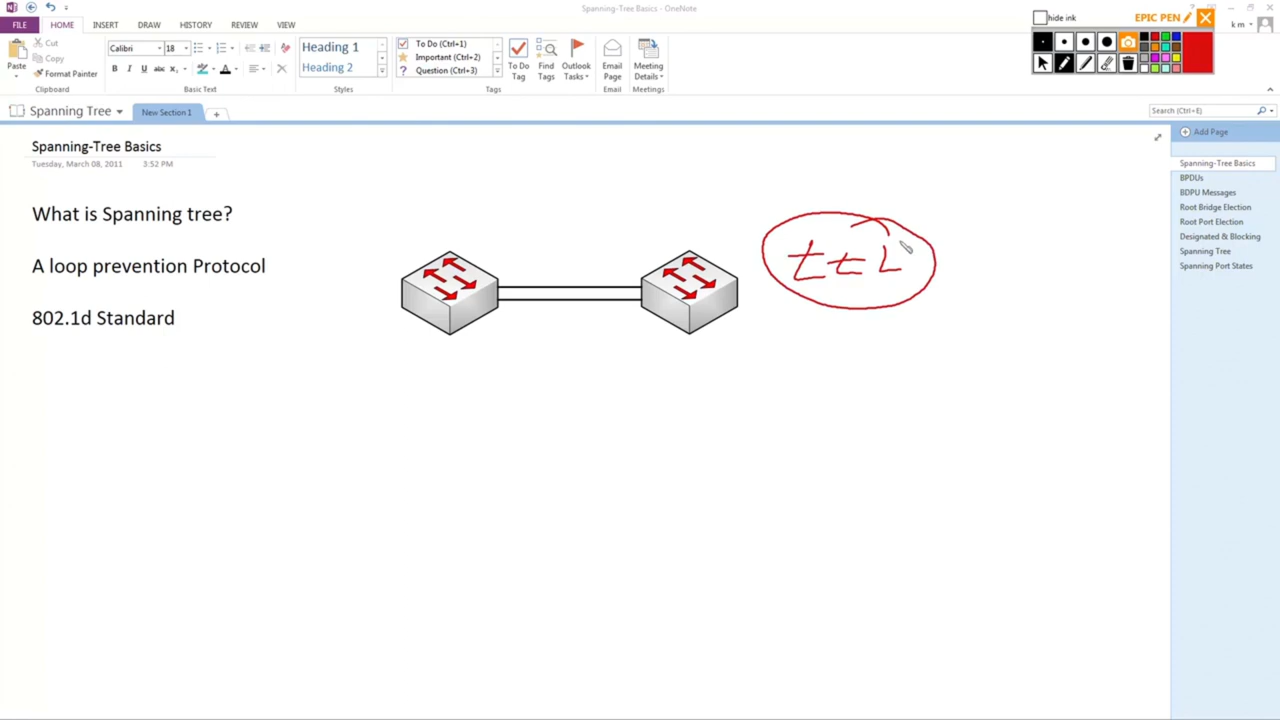 Spanning-Tree Basics - OneNote
hide ink
EPIC PEN
k m
FILE HOME INSERT DRAW HISTORY REVIEW VIEW
Paste
Cut
Copy
Format Painter
Clipboard
Calibri 18
B I U abc X₂ A
Basic Text
Heading 1
Heading 2
Styles
To Do (Ctrl+1)
Important (Ctrl+2)
Question (Ctrl+3)
To Do Tag
Find Tags
Tags
Outlook Tasks
Email Page
Email
Meeting Details
Meetings
Spanning Tree
New Section 1
Search (Ctrl+E)
Add Page
Spanning-Tree Basics
Tuesday, March 08, 2011 3:52 PM
What is Spanning tree?
A loop prevention Protocol
802.1d Standard
ttl
Spanning-Tree Basics
BPDUs
BDPU Messages
Root Bridge Election
Root Port Election
Designated & Blocking
Spanning Tree
Spanning Port States